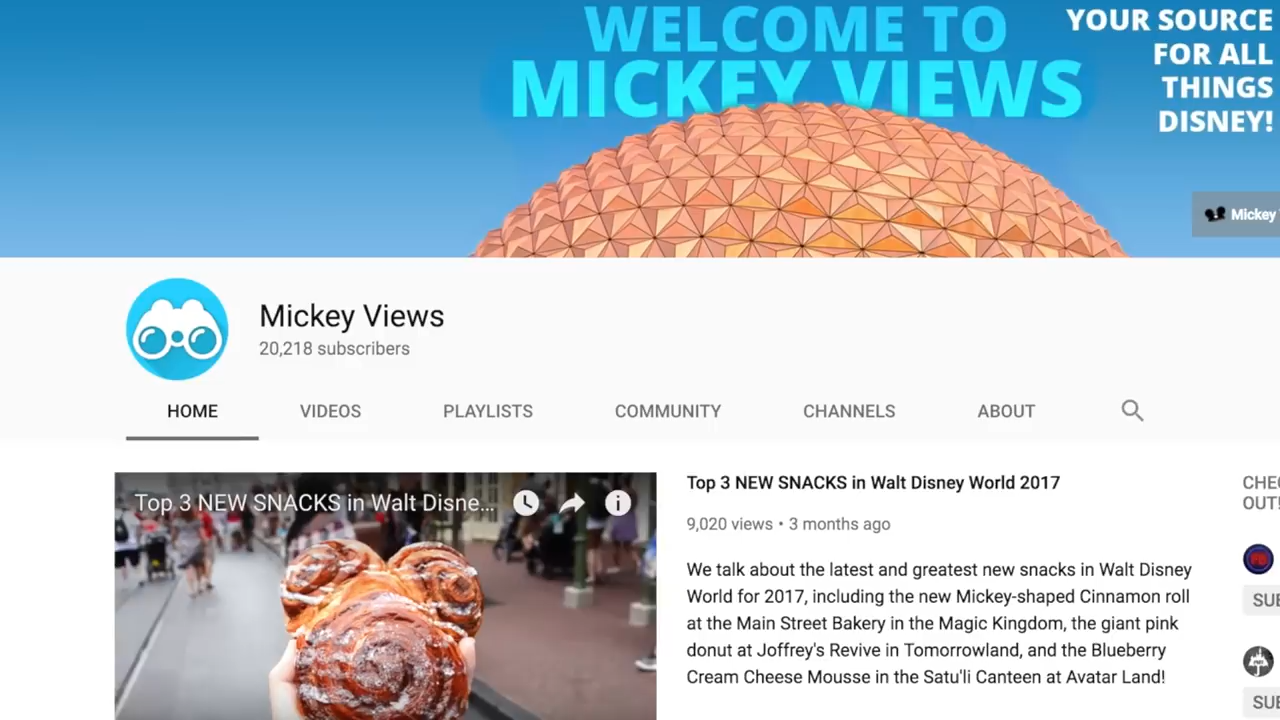 WELCOME TO
MICKEY VIEWS
YOUR SOURCE
FOR ALL
THINGS
DISNEY!
Mickey
Mickey Views
20,218 subscribers
HOME
VIDEOS
PLAYLISTS
COMMUNITY
CHANNELS
ABOUT
Top 3 NEW SNACKS in Walt Disne...
Top 3 NEW SNACKS in Walt Disney World 2017
9,020 views • 3 months ago
We talk about the latest and greatest new snacks in Walt Disney
World for 2017, including the new Mickey-shaped Cinnamon roll
at the Main Street Bakery in the Magic Kingdom, the giant pink
donut at Joffrey's Revive in Tomorrowland, and the Blueberry
Cream Cheese Mousse in the Satu'li Canteen at Avatar Land!
OUT!